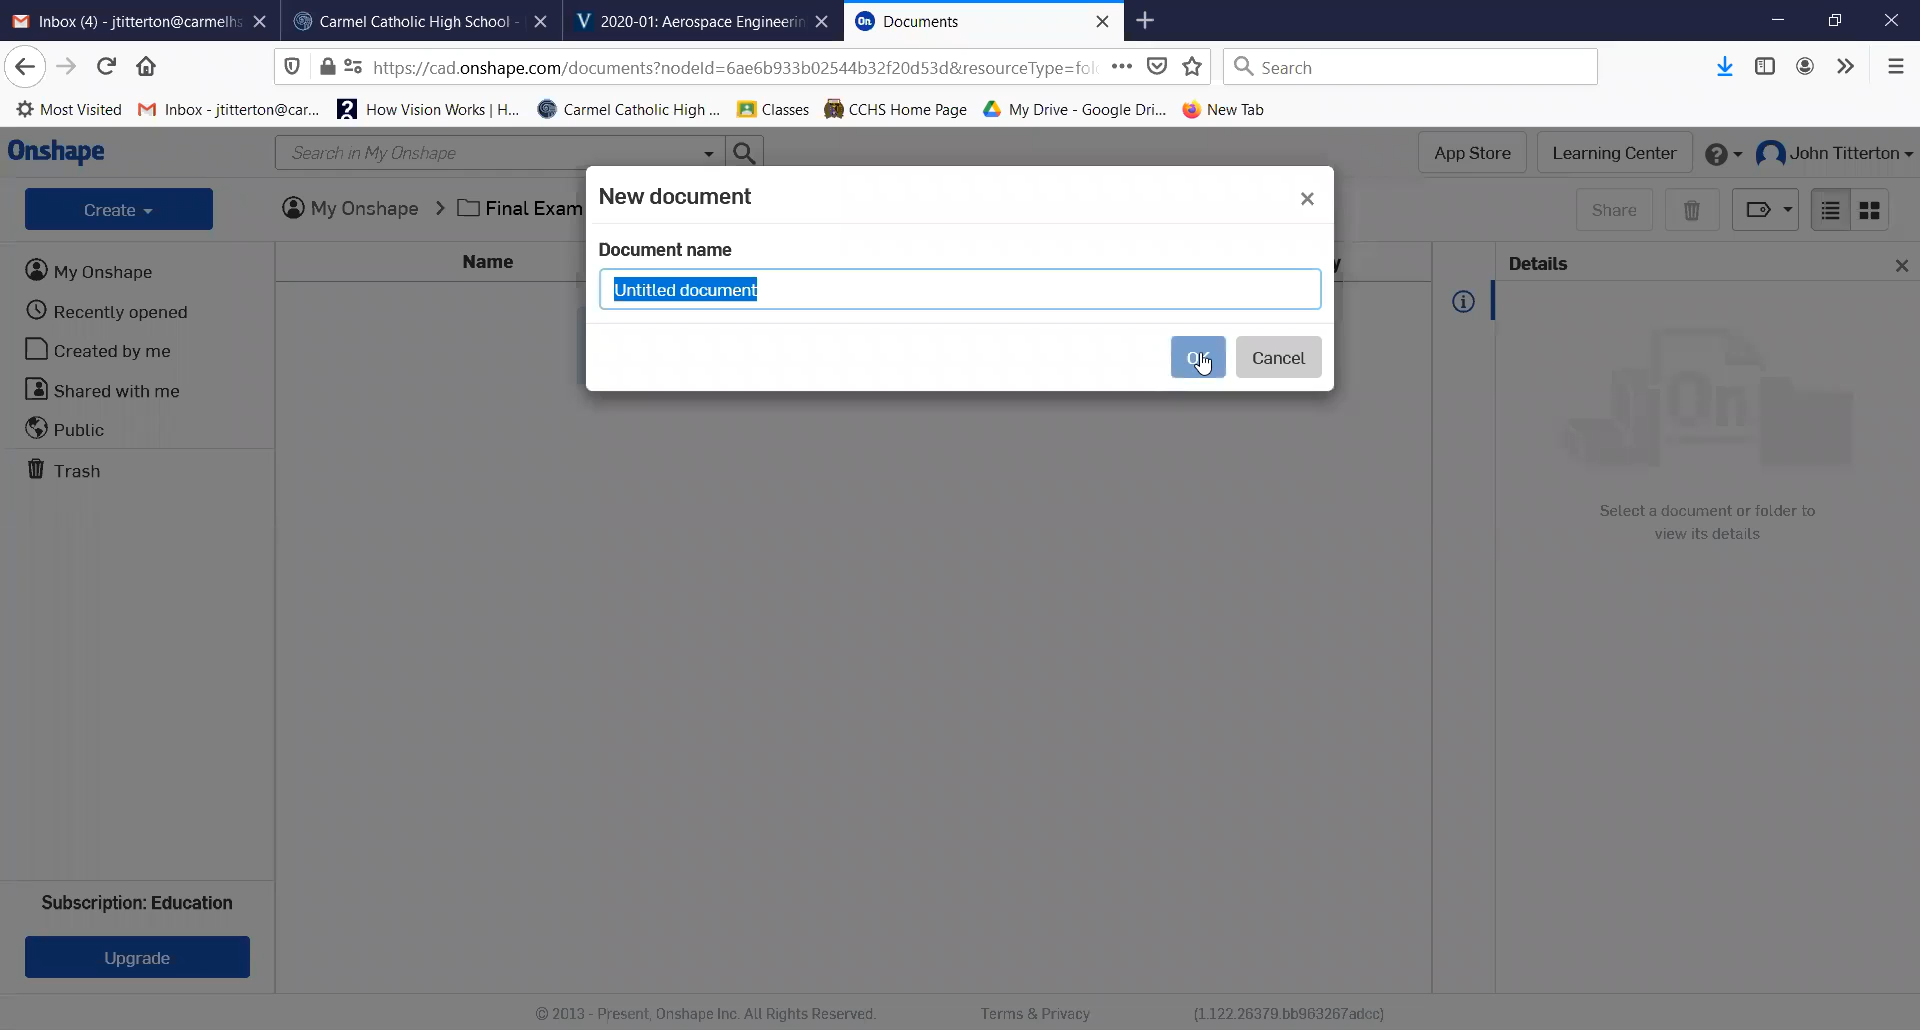 Inbox (4) - jtitterton@carmelhs
Carmel Catholic High School -
2020-01: Aerospace Engineerin
Documents
https://cad.onshape.com/documents?nodeId=6ae6b933b02544b32f20d53d&resourceType=fol
Search
Most Visited
Inbox - jtitterton@car...
How Vision Works | H...
Carmel Catholic High ...
Classes
CCHS Home Page
My Drive - Google Dri...
New Tab
Onshape
Search in My Onshape
App Store
Learning Center
John Titterton
Create
My Onshape > Final Exam
Share
New document
Document name
Untitled document
OK
Cancel
Name
y
Details
My Onshape
Recently opened
Created by me
Shared with me
Public
Trash
Select a document or folder to
view its details
Subscription: Education
Upgrade
© 2013 - Present, Onshape Inc. All Rights Reserved.
Terms & Privacy
(1.122.26379.bb963267adcc)